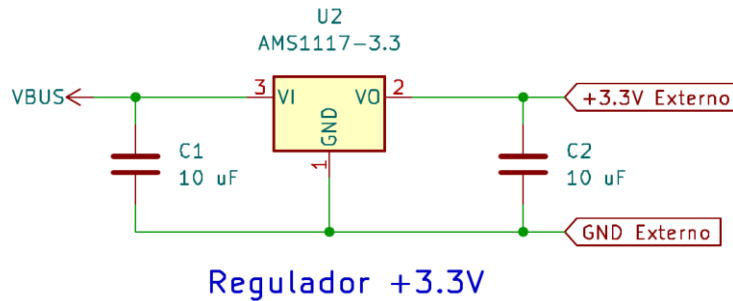 U2
AMS1117-3.3
VBUS
3
VI
VO
2
+3.3V Externo
GND
1
C1
10 uF
C2
10 uF
GND Externo
Regulador +3.3V